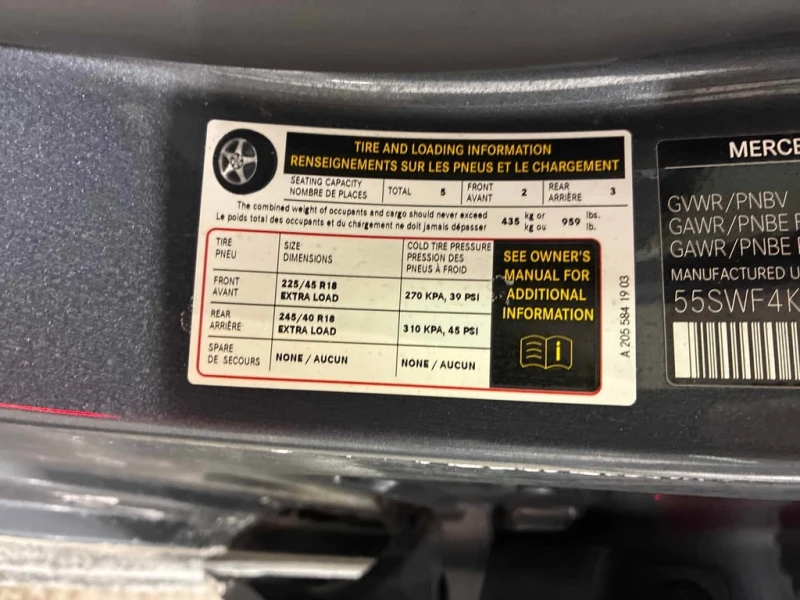 TIRE AND LOADING INFORMATION
RENSEIGNEMENTS SUR LES PNEUS ET LE CHARGEMENT
SEATING CAPACITY
NOMBRE DE PLACES
TOTAL 5
FRONT
AVANT
2
REAR
ARRIÈRE
3
The combined weight of occupants and cargo should never exceed
Le poids total des occupants et du chargement ne doit jamais dépasser
435 kg or
kg ou
959 lbs.
lb.
TIRE
PNEU
SIZE
DIMENSIONS
COLD TIRE PRESSURE
PRESSION DES
PNEUS À FROID
FRONT
AVANT
225/45 R18
EXTRA LOAD
270 KPA, 39 PSI
REAR
ARRIÈRE
245/40 R18
EXTRA LOAD
310 KPA, 45 PSI
SPARE
DE SECOURS
NONE / AUCUN
NONE / AUCUN
SEE OWNER'S
MANUAL FOR
ADDITIONAL
INFORMATION
A 205 584 19 03
MERCE
GVWR/PNBV
GAWR/PNBE
GAWR/PNBE
MANUFACTURED U
55SWF4K